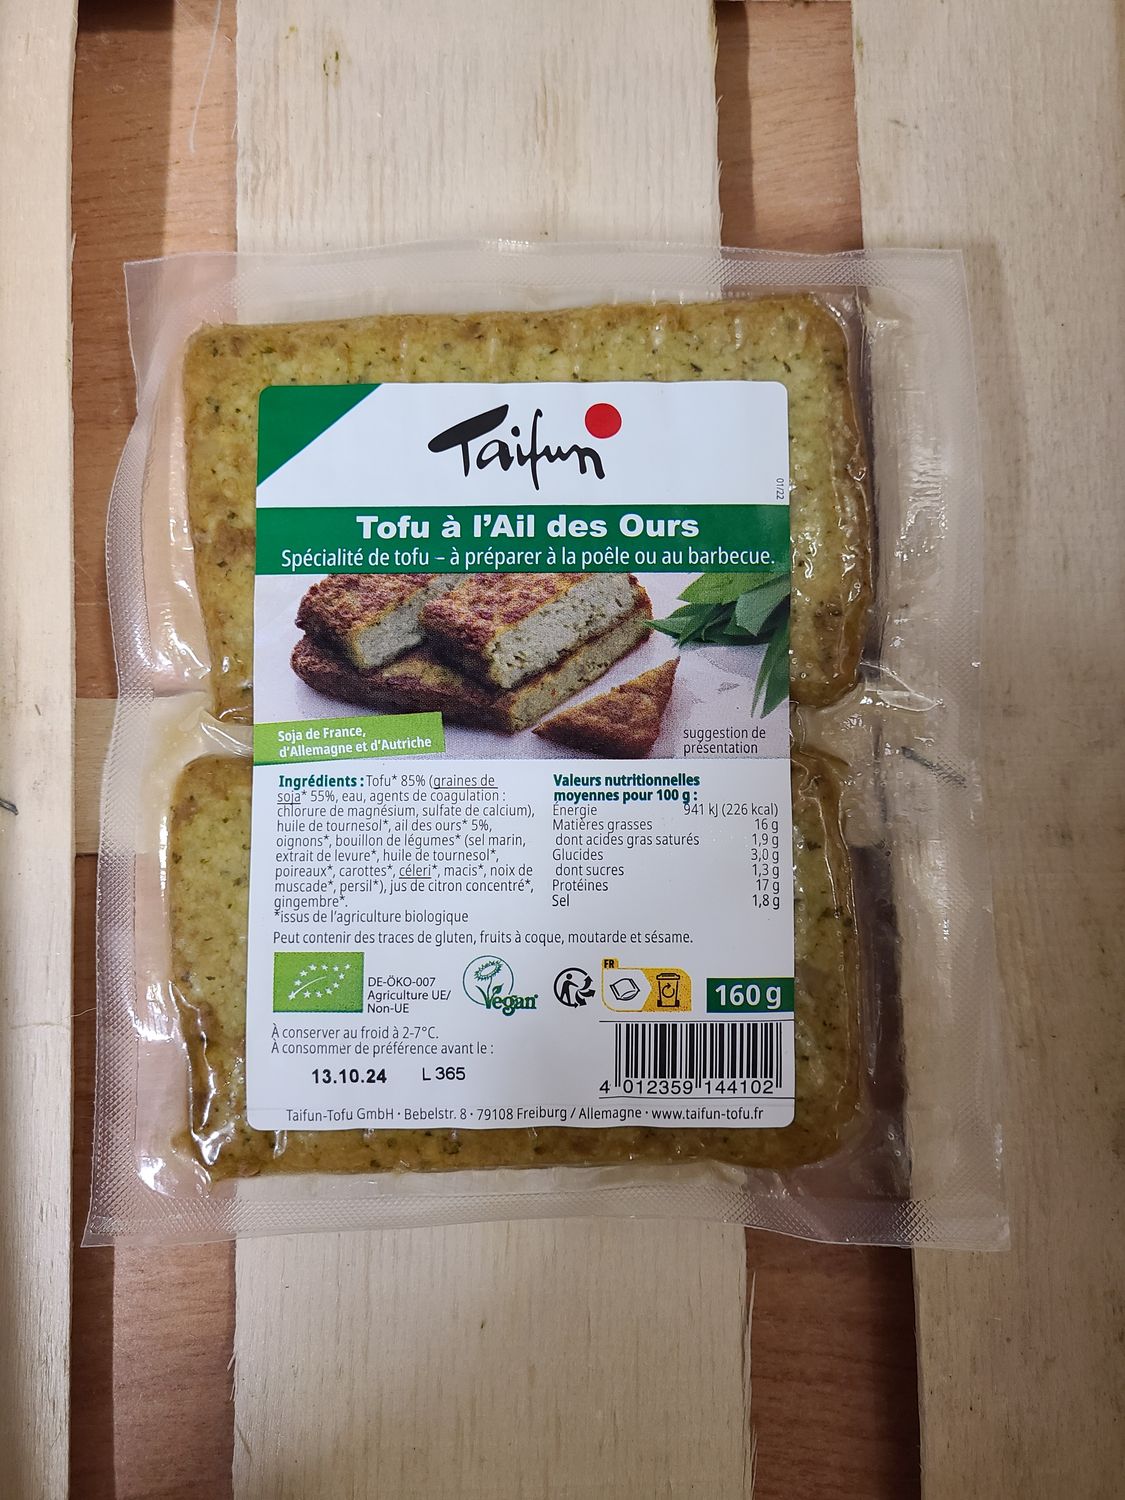 Taifun
01/22
Tofu à l'Ail des Ours
Spécialité de tofu – à préparer à la poêle ou au barbecue.
Soja de France,
d'Allemagne et d'Autriche
suggestion de
présentation
Ingrédients : Tofu* 85% (graines de
soja* 55%, eau, agents de coagulation :
chlorure de magnésium, sulfate de calcium),
huile de tournesol*, ail des ours* 5%,
oignons*, bouillon de légumes* (sel marin,
extrait de levure*, huile de tournesol*,
poireaux*, carottes*, céleri*, macis*, noix de
muscade*, persil*), jus de citron concentré*,
gingembre*.
*issus de l'agriculture biologique
Valeurs nutritionnelles
moyennes pour 100 g :
Énergie 941 kJ (226 kcal)
Matières grasses 16 g
dont acides gras saturés 1,9 g
Glucides 3,0 g
dont sucres 1,3 g
Protéines 17 g
Sel 1,8 g
Peut contenir des traces de gluten, fruits à coque, moutarde et sésame.
DE-ÖKO-007
Agriculture UE/
Non-UE
Vegan
FR
160 g
À conserver au froid à 2-7°C.
À consommer de préférence avant le :
13.10.24 L 365
4 012359 144102
Taifun-Tofu GmbH · Bebelstr. 8 · 79108 Freiburg / Allemagne · www.taifun-tofu.fr